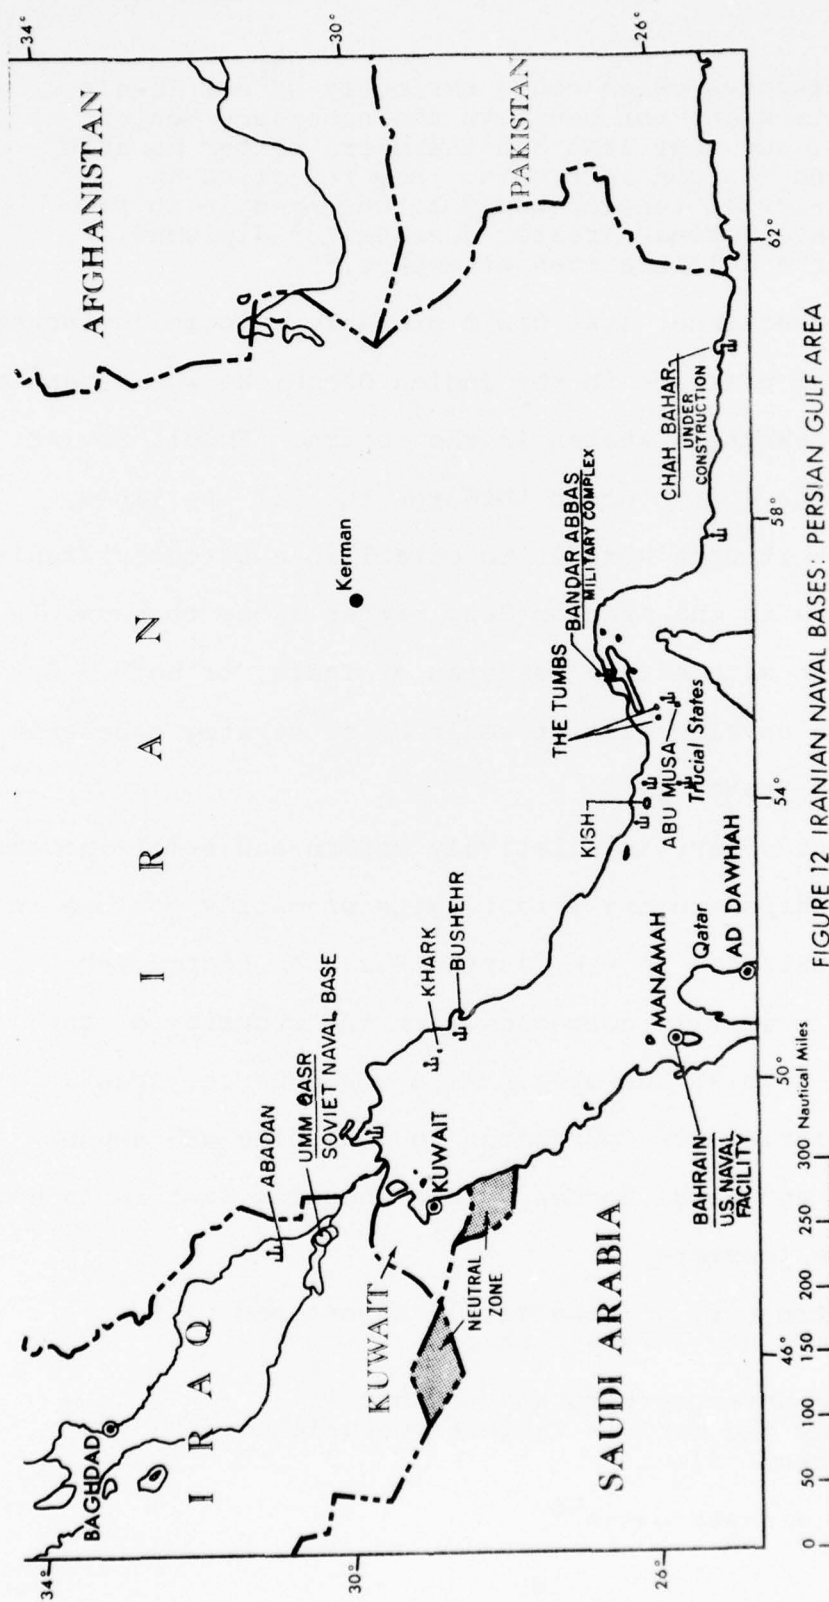 34°
30°
26°
AFGHANISTAN
PAKISTAN
62°
I R A N
Kerman
CHAH BAHAR
UNDER
CONSTRUCTION
58°
BANDAR ABBAS
MILITARY COMPLEX
THE TUMBS
ABU MUSA
Trucial States
KISH
54°
BUSHEHR
KHARK
MANAMAH
Qatar
AD DAWHAH
50°
ABADAN
UMM QASR
SOVIET NAVAL BASE
KUWAIT
BAHRAIN
U.S. NAVAL
FACILITY
NEUTRAL
ZONE
KUWAIT
SAUDI ARABIA
I R A Q
BAGHDAD
46°
34°
30°
26°
0 50 100 150 200 250 300 Nautical Miles
FIGURE 12 IRANIAN NAVAL BASES: PERSIAN GULF AREA